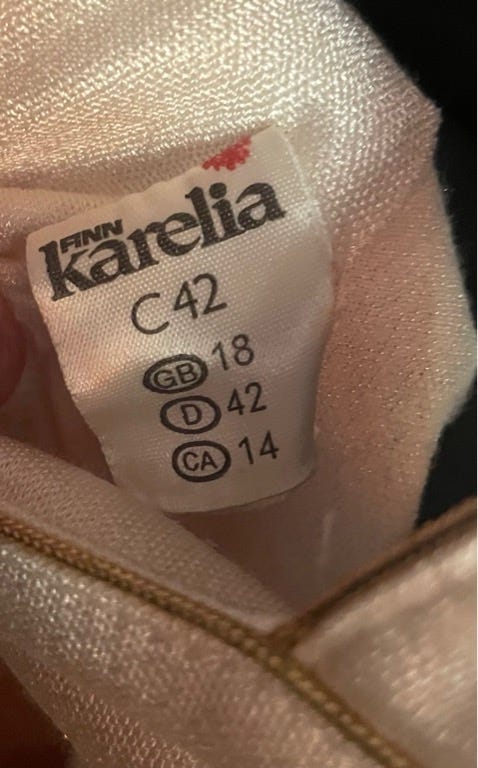 FINN
karelia
C 42
GB 18
D 42
CA 14